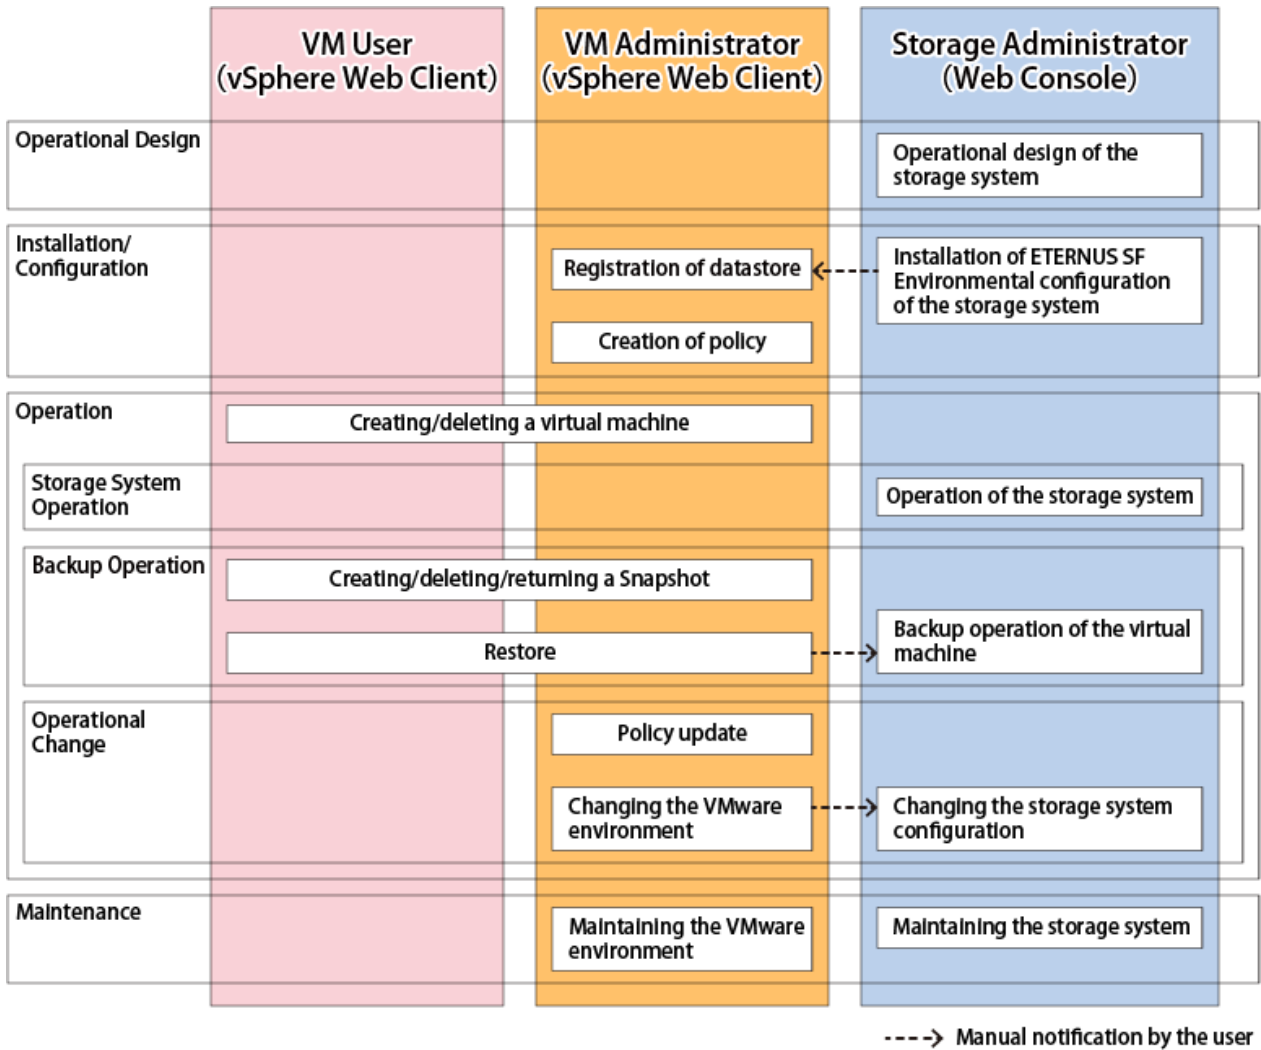 VM User
(vSphere Web Client)
VM Administrator
(vSphere Web Client)
Storage Administrator
(Web Console)
Operational Design
Operational design of the
storage system
Installation/
Configuration
Registration of datastore
Installation of ETERNUS SF
Environmental configuration
of the storage system
Creation of policy
Operation
Creating/deleting a virtual machine
Storage System
Operation
Operation of the storage system
Backup Operation
Creating/deleting/returning a Snapshot
Restore
Backup operation of the virtual
machine
Operational
Change
Policy update
Changing the VMware
environment
Changing the storage system
configuration
Maintenance
Maintaining the VMware
environment
Maintaining the storage system
Manual notification by the user